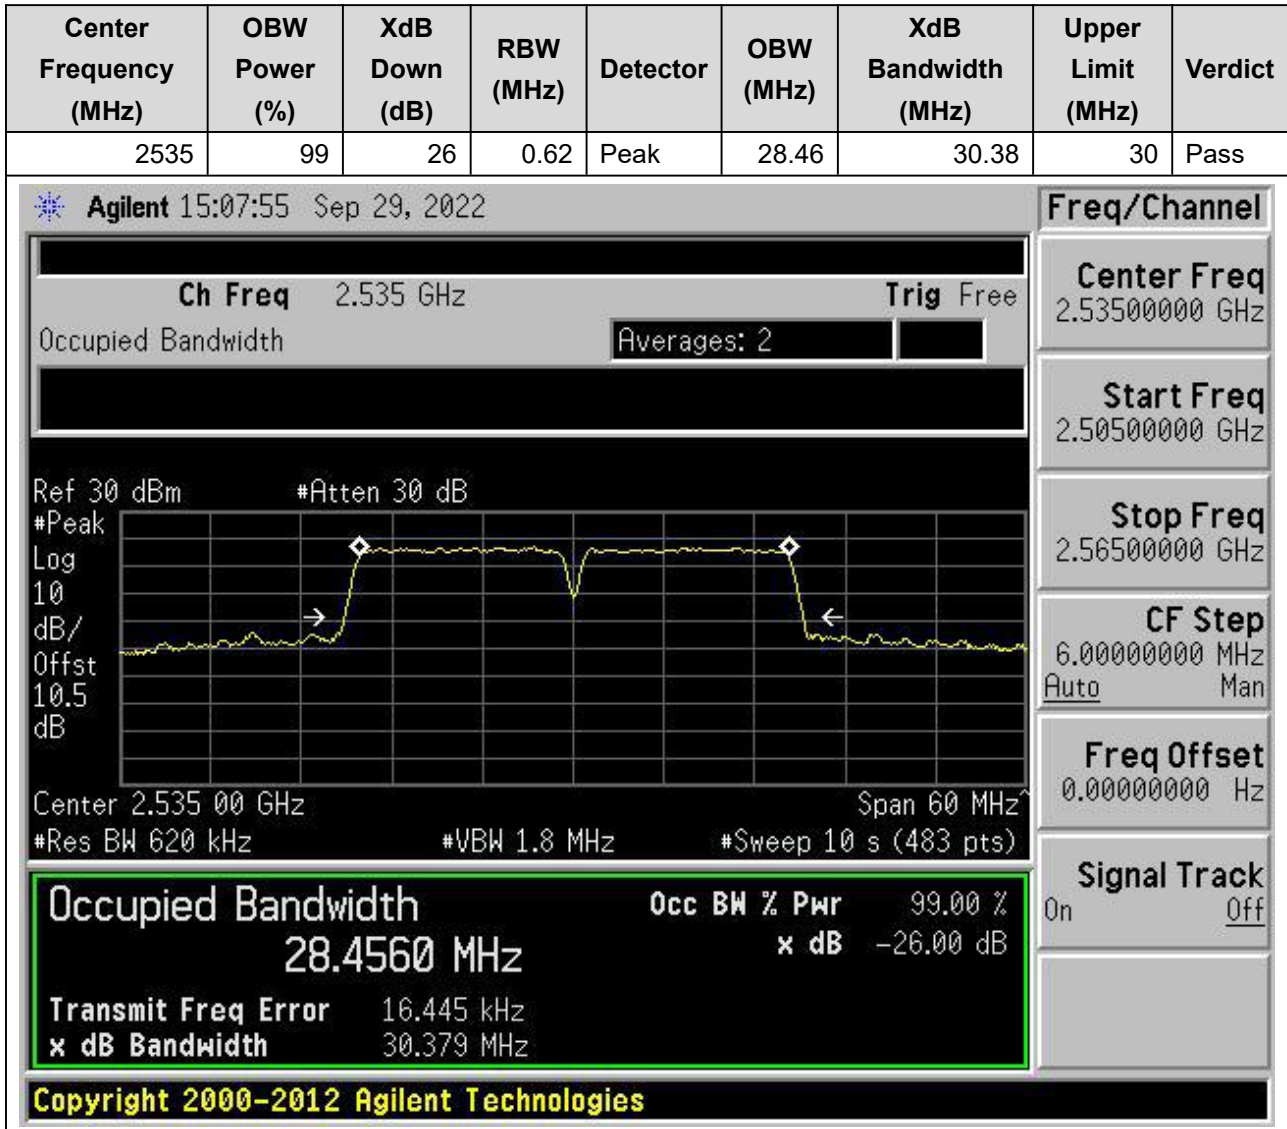 Center Frequency (MHz) OBW Power (%) XdB Down (dB) RBW (MHz) Detector OBW (MHz) XdB Bandwidth (MHz) Upper Limit (MHz) Verdict
2535 99 26 0.62 Peak 28.46 30.38 30 Pass
Agilent 15:07:55 Sep 29, 2022
Freq/Channel
Ch Freq 2.535 GHz Trig Free
Occupied Bandwidth Averages: 2
Center Freq
2.53500000 GHz
Start Freq
2.50500000 GHz
Stop Freq
2.56500000 GHz
CF Step
6.00000000 MHz
Auto Man
Freq Offset
0.00000000 Hz
Signal Track
On Off
Ref 30 dBm #Atten 30 dB
#Peak
Log
10
dB/
Offst
10.5
dB
Center 2.535 00 GHz Span 60 MHz^
#Res BW 620 kHz #VBW 1.8 MHz #Sweep 10 s (483 pts)
Occupied Bandwidth Occ BW % Pwr 99.00 %
28.4560 MHz x dB -26.00 dB
Transmit Freq Error 16.445 kHz
x dB Bandwidth 30.379 MHz
Copyright 2000-2012 Agilent Technologies